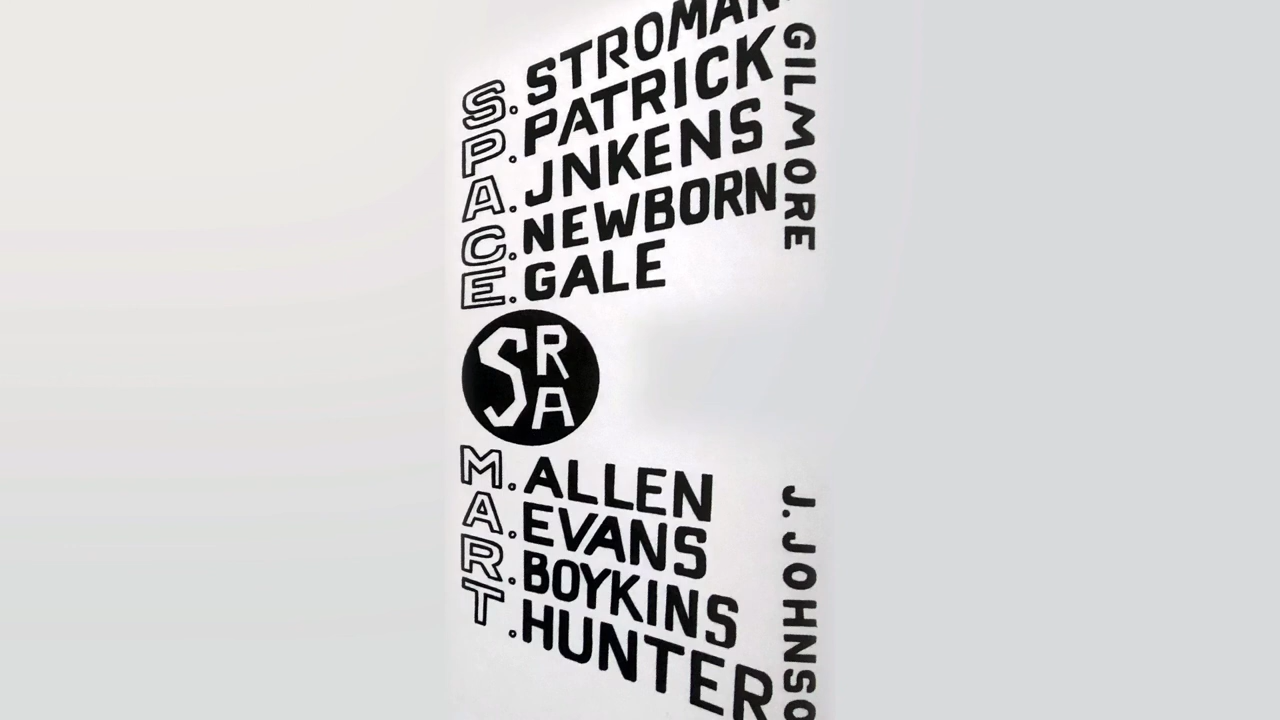 S. STROMAN
P. PATRICK
A. JNKENS
C. NEWBORN
E. GALE
SRA
M. ALLEN
A. EVANS
R. BOYKINS
T. HUNTER
GILMORE
J. JOHNSO